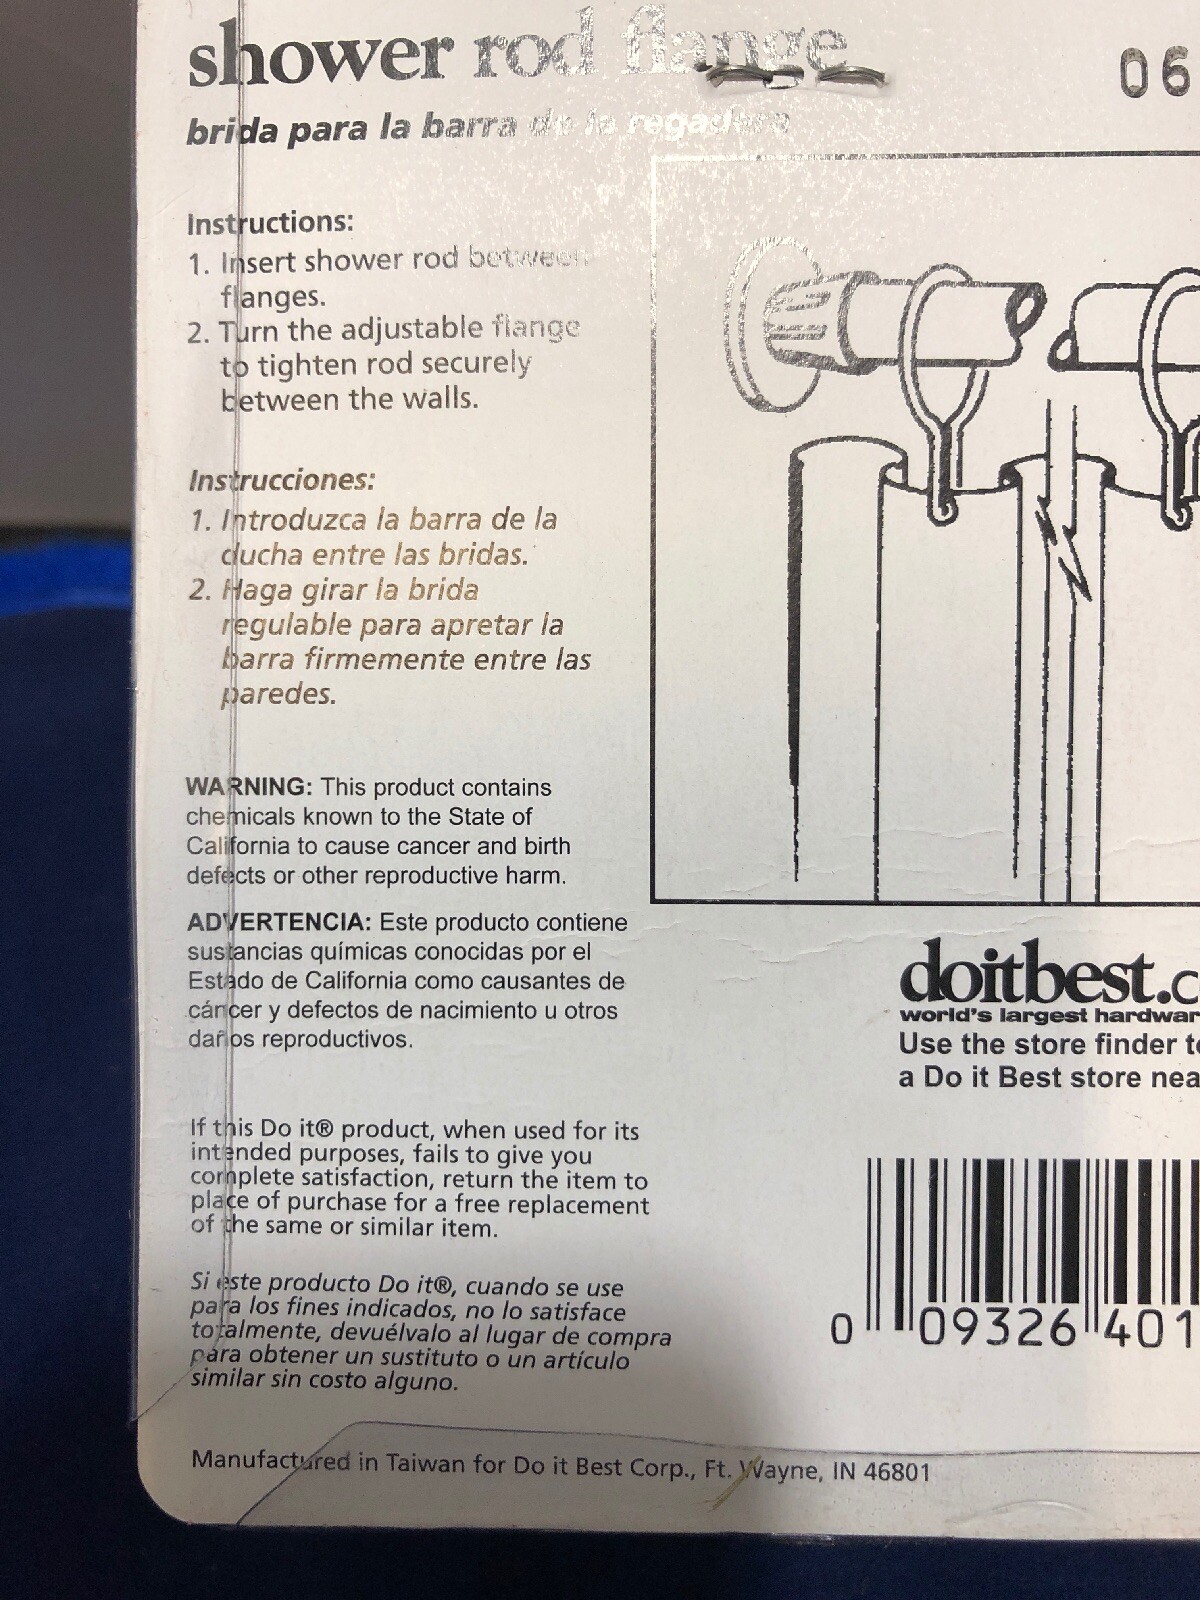 shower rod flange
06
brida para la barra de la regadera
Instructions:
1. Insert shower rod between
flanges.
2. Turn the adjustable flange
to tighten rod securely
between the walls.
Instrucciones:
1. Introduzca la barra de la
ducha entre las bridas.
2. Haga girar la brida
regulable para apretar la
barra firmemente entre las
paredes.
WARNING: This product contains
chemicals known to the State of
California to cause cancer and birth
defects or other reproductive harm.
ADVERTENCIA: Este producto contiene
sustancias químicas conocidas por el
Estado de California como causantes de
cáncer y defectos de nacimiento u otros
daños reproductivos.
doitbest.c
world's largest hardwar
Use the store finder t
a Do it Best store nea
If this Do it® product, when used for its
intended purposes, fails to give you
complete satisfaction, return the item to
place of purchase for a free replacement
of the same or similar item.
Si este producto Do it®, cuando se use
para los fines indicados, no lo satisface
totalmente, devuélvalo al lugar de compra
para obtener un sustituto o un artículo
similar sin costo alguno.
0 09326 401
Manufactured in Taiwan for Do it Best Corp., Ft. Wayne, IN 46801